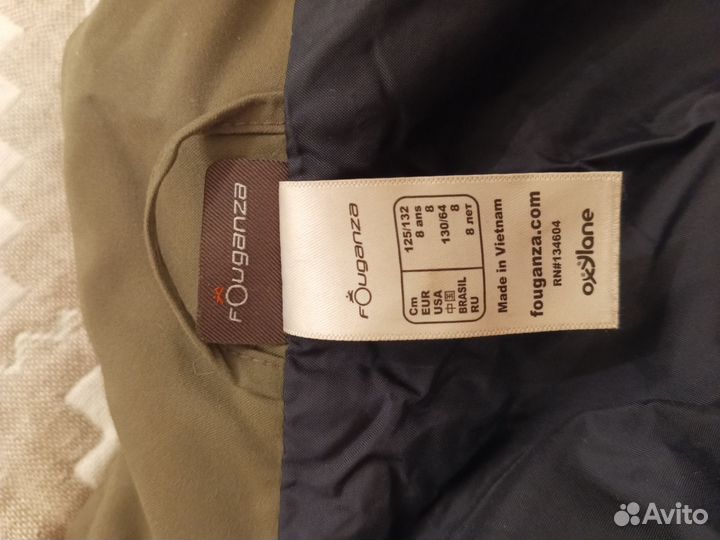 FOuganza
FOuganza
Cm 125/132
EUR 8 ans
USA 8
中国 130/64
BRASIL 8
RU 8 лет
Made in Vietnam
fouganza.com
RN#134604
oxylane
Avito